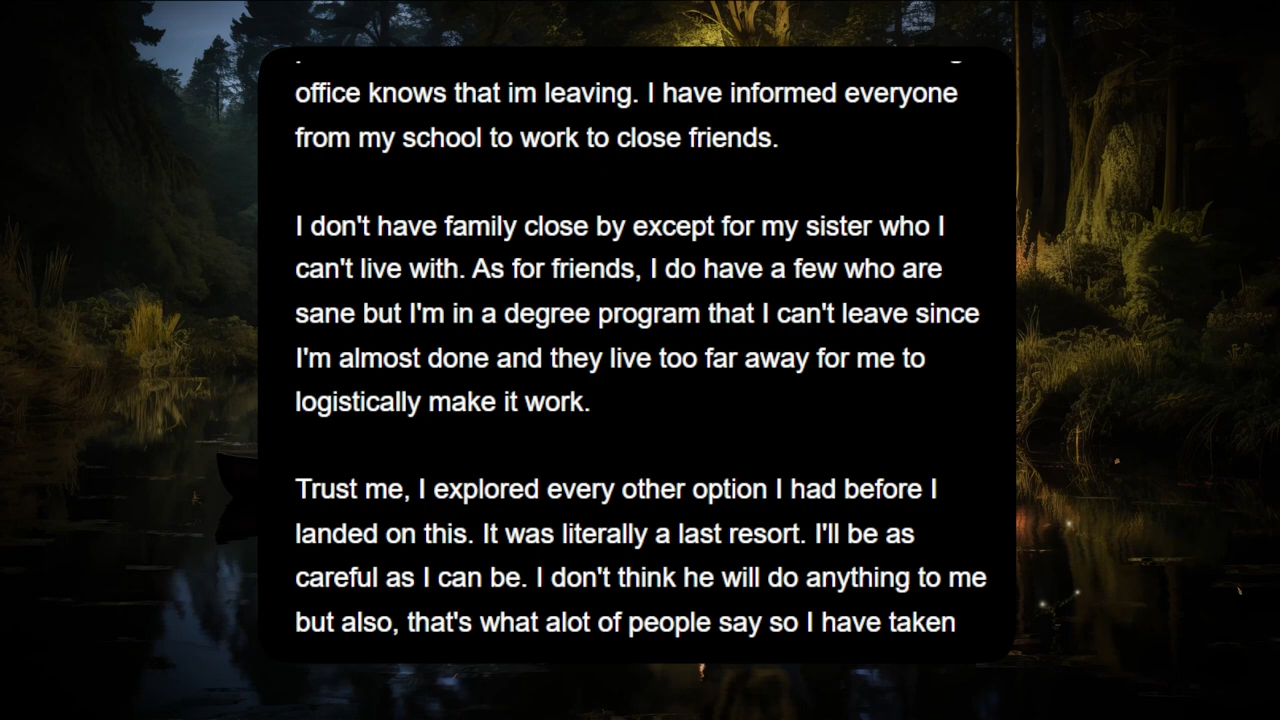 office knows that im leaving. I have informed everyone
from my school to work to close friends.
I don't have family close by except for my sister who I
can't live with. As for friends, I do have a few who are
sane but I'm in a degree program that I can't leave since
I'm almost done and they live too far away for me to
logistically make it work.
Trust me, I explored every other option I had before I
landed on this. It was literally a last resort. I'll be as
careful as I can be. I don't think he will do anything to me
but also, that's what alot of people say so I have taken